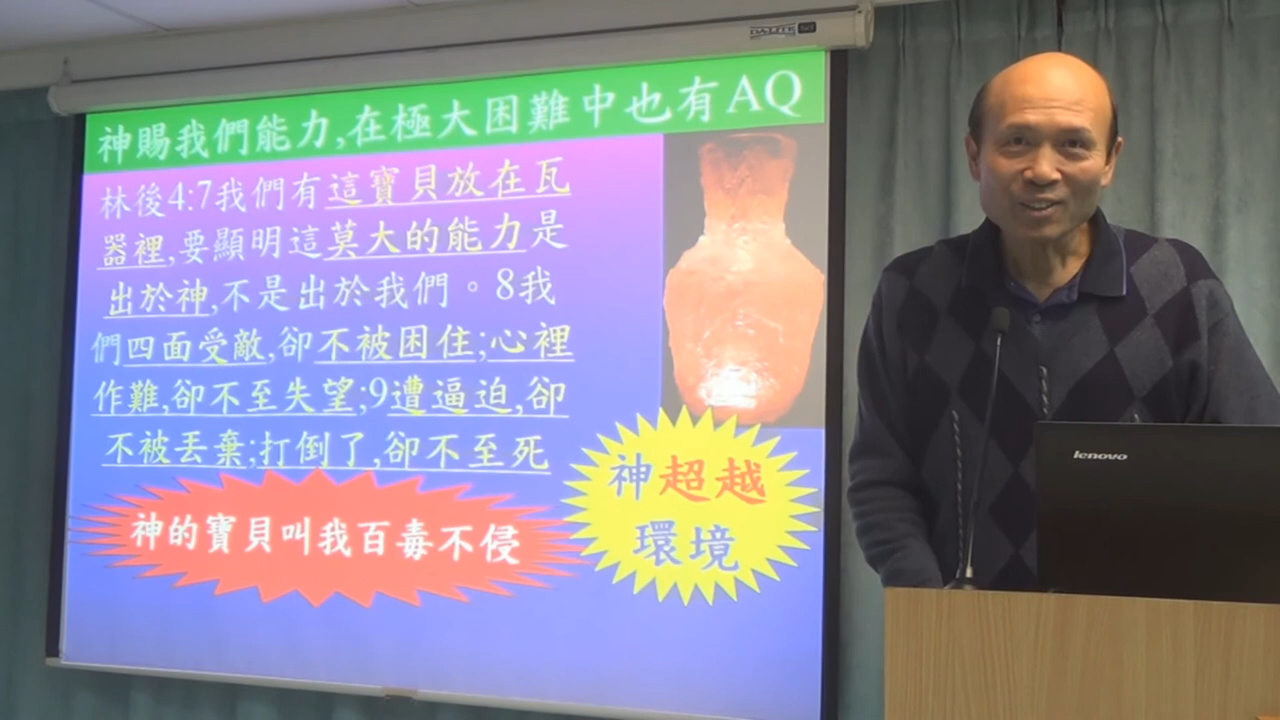 DA-LITE
神賜我們能力,在極大困難中也有AQ
林後4:7我們有這寶貝放在瓦
器裡,要顯明這莫大的能力是
出於神,不是出於我們。8我
們四面受敵,卻不被困住;心裡
作難,卻不至失望;9遭逼迫,卻
不被丟棄;打倒了,卻不至死
神的寶貝叫我百毒不侵
神超越
環境
lenovo